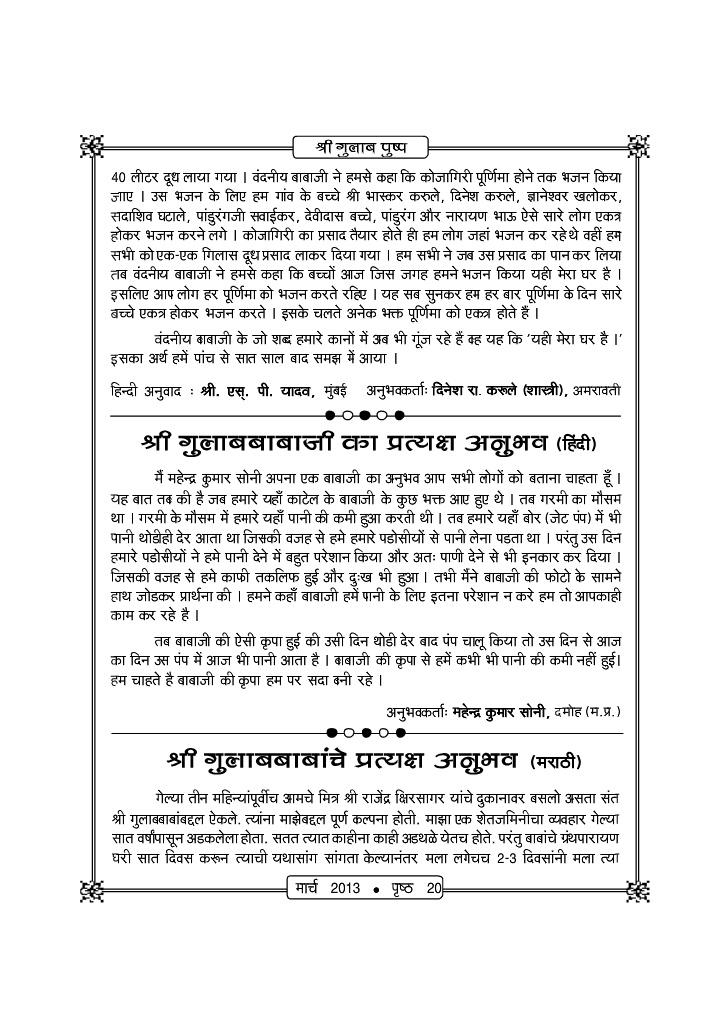 श्री गुलाब पुष्प
40 लीटर दूध लाया गया । वंदनीय बाबाजी ने हमसे कहा कि कोजागिरी पूर्णिमा होने तक भजन किया
जाए । उस भजन के लिए हम गांव के बच्चे श्री भास्कर करुले, दिनेश करुले, ज्ञानेश्वर खलोकर,
सदाशिव घटाले, पांडुरंगजी सवाईकर, देवीदास बच्चे, पांडुरंग और नारायण भाऊ ऐसे सारे लोग एकत्र
होकर भजन करने लगे । कोजागिरी का प्रसाद तैयार होते ही हम लोग जहां भजन कर रहे थे वहीं हम
सभी को एक-एक गिलास दूध प्रसाद लाकर दिया गया । हम सभी ने जब उस प्रसाद का पान कर लिया
तब वंदनीय बाबाजी ने हमसे कहा कि बच्चों आज जिस जगह हमने भजन किया यही मेरा घर है ।
इसलिए आप लोग हर पूर्णिमा को भजन करते रहिए । यह सब सुनकर हम हर बार पूर्णिमा के दिन सारे
बच्चे एकत्र होकर भजन करते । इसके चलते अनेक भक्त पूर्णिमा को एकत्र होते हैं ।
वंदनीय बाबाजी के जो शब्द हमारे कानों में अब भी गूंज रहे हैं वह यह कि ‘यही मेरा घर है ।’
इसका अर्थ हमें पांच से सात साल बाद समझ में आया ।
हिन्दी अनुवाद : श्री. एस्. पी. यादव, मुंबई अनुभवकर्ताः दिनेश रा. करूले (शास्त्री), अमरावती
श्री गुलाबबाबाजी का प्रत्यक्ष अनुभव (हिंदी)
मैं महेन्द्र कुमार सोनी अपना एक बाबाजी का अनुभव आप सभी लोगों को बताना चाहता हूँ ।
यह बात तब की है जब हमारे यहाँ काटेल के बाबाजी के कुछ भक्त आए हुए थे । तब गरमी का मौसम
था । गरमी के मौसम में हमारे यहाँ पानी की कमी हुआ करती थी । तब हमारे यहाँ बोर (जेट पंप) में भी
पानी थोडीही देर आता था जिसकी वजह से हमे हमारे पडोसीयों से पानी लेना पडता था । परंतु उस दिन
हमारे पडोसीयों ने हमे पानी देने में बहुत परेशान किया और अतः पाणी देने से भी इनकार कर दिया ।
जिसकी वजह से हमे काफी तकलिफ हुई और दुःख भी हुआ । तभी मैंने बाबाजी की फोटो के सामने
हाथ जोडकर प्रार्थना की । हमने कहाँ बाबाजी हमें पानी के लिए इतना परेशान न करे हम तो आपकाही
काम कर रहे है ।
तब बाबाजी की ऐसी कृपा हुई की उसी दिन थोडी देर बाद पंप चालू किया तो उस दिन से आज
का दिन उस पंप में आज भी पानी आता है । बाबाजी की कृपा से हमें कभी भी पानी की कमी नहीं हुई।
हम चाहते है बाबाजी की कृपा हम पर सदा बनी रहे ।
अनुभवकर्ताः महेन्द्र कुमार सोनी, दमोह (म.प्र.)
श्री गुलाबबाबांचे प्रत्यक्ष अनुभव (मराठी)
गेल्या तीन महिन्यांपूर्वीच आमचे मित्र श्री राजेंद्र क्षिरसागर यांचे दुकानावर बसलो असता संत
श्री गुलाबबाबांबद्दल ऐकले. त्यांना माझेबद्दल पूर्ण कल्पना होती. माझा एक शेतजमिनीचा व्यवहार गेल्या
सात वर्षांपासून अडकलेला होता. सतत त्यात काहीना काही अडथळे येतच होते. परंतु बाबांचे ग्रंथपारायण
घरी सात दिवस करून त्याची यथासांग सांगता केल्यानंतर मला लगेचच 2-3 दिवसांनी मला त्या
मार्च 2013 ● पृष्ठ 20